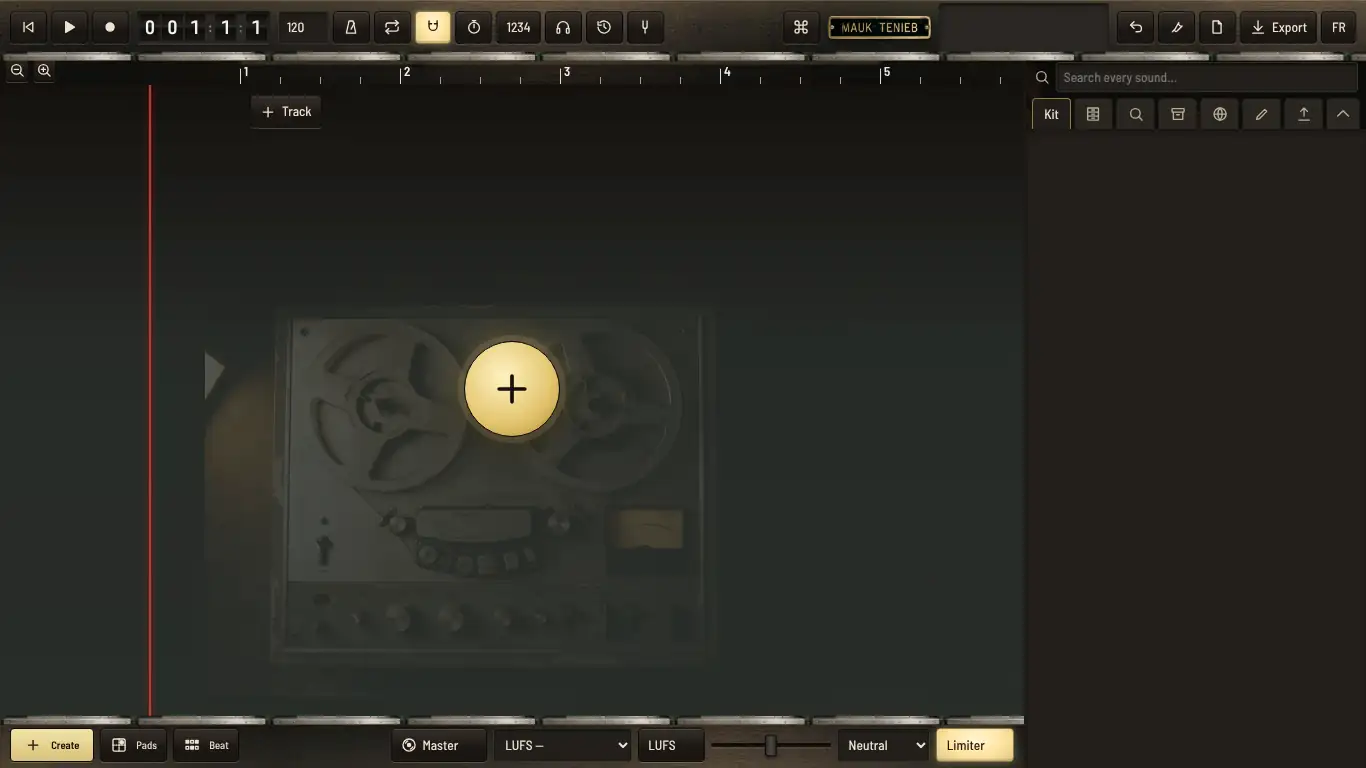 0 0 1 : 1 : 1
120
1234
MAUK TENIEB
Export
FR
1
2
3
4
5
Search every sound...
+ Track
Kit
+ Create
Pads
Beat
Master
LUFS —
LUFS
Neutral
Limiter